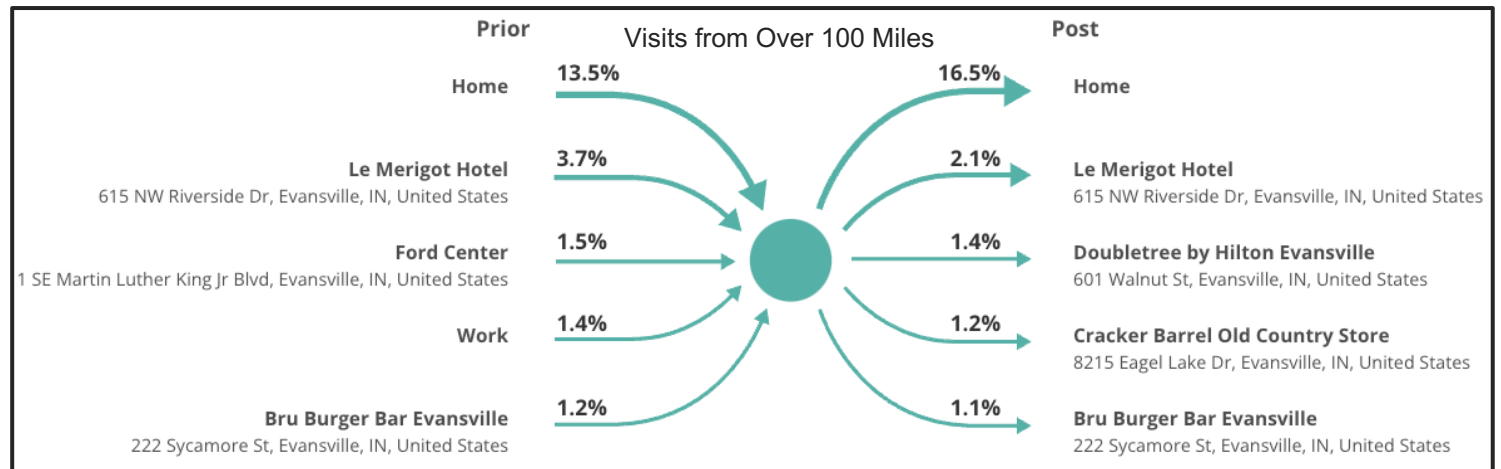 Prior
Visits from Over 100 Miles
Post
Home
13.5%
16.5%
Home
Le Merigot Hotel
615 NW Riverside Dr, Evansville, IN, United States
3.7%
2.1%
Le Merigot Hotel
615 NW Riverside Dr, Evansville, IN, United States
Ford Center
1 SE Martin Luther King Jr Blvd, Evansville, IN, United States
1.5%
1.4%
Doubletree by Hilton Evansville
601 Walnut St, Evansville, IN, United States
Work
1.4%
1.2%
Cracker Barrel Old Country Store
8215 Eagel Lake Dr, Evansville, IN, United States
Bru Burger Bar Evansville
222 Sycamore St, Evansville, IN, United States
1.2%
1.1%
Bru Burger Bar Evansville
222 Sycamore St, Evansville, IN, United States